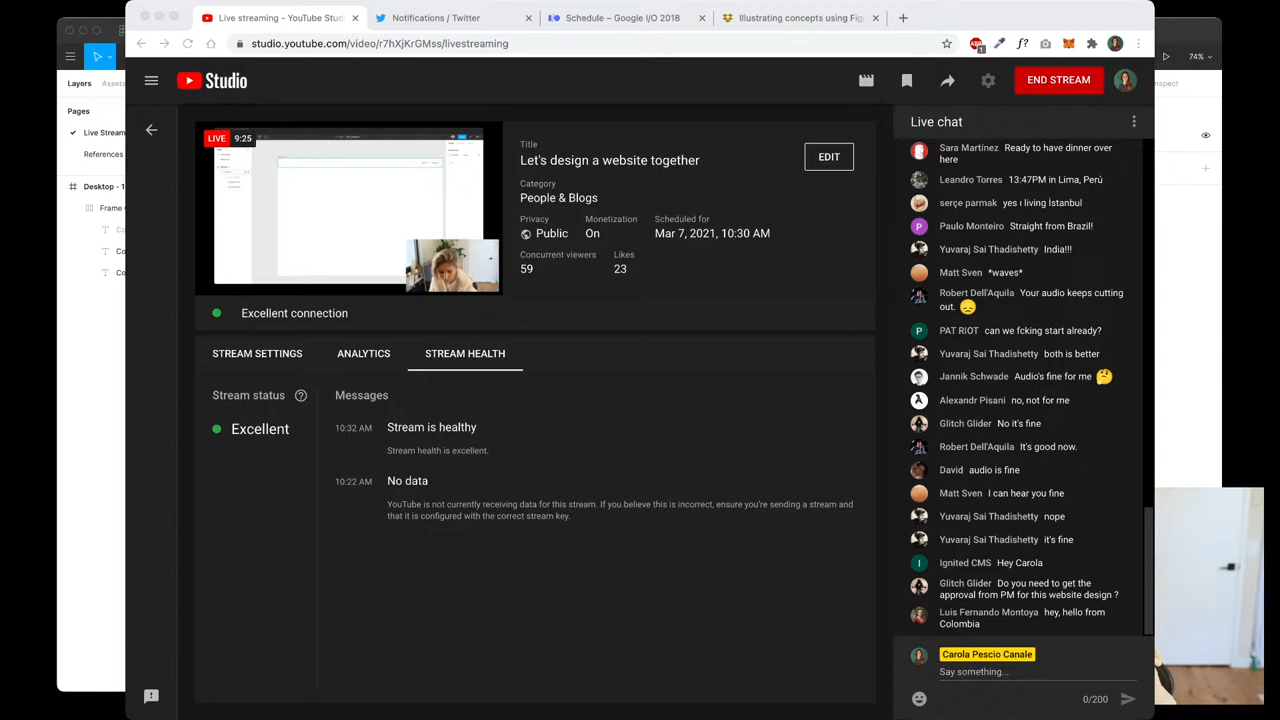 Live streaming - YouTube Studi
Notifications / Twitter
Schedule – Google I/O 2018
Illustrating concepts using Fig
studio.youtube.com/video/r7hXjKrGMss/livestreaming
74%
Layers
Assets
Pages
Live Stream
References
Desktop - 1
Frame
Co
Co
Co
Inspect
Studio
END STREAM
LIVE 9:25
Title
Let's design a website together
EDIT
Category
People & Blogs
Privacy Monetization Scheduled for
Public On Mar 7, 2021, 10:30 AM
Concurrent viewers Likes
59 23
Excellent connection
STREAM SETTINGS ANALYTICS STREAM HEALTH
Stream status
Excellent
Messages
10:32 AM Stream is healthy
Stream health is excellent.
10:22 AM No data
YouTube is not currently receiving data for this stream. If you believe this is incorrect, ensure you're sending a stream and
that it is configured with the correct stream key.
Live chat
Sara Martínez Ready to have dinner over
here
Leandro Torres 13:47PM in Lima, Perú
serçe parmak yes ı living İstanbul
Paulo Monteiro Straight from Brazil!
Yuvaraj Sai Thadishetty India!!!
Matt Sven *waves*
Robert Dell'Aquila Your audio keeps cutting
out. 😞
PAT RIOT can we fcking start already?
Yuvaraj Sai Thadishetty both is better
Jannik Schwade Audio's fine for me 🤔
Alexandr Pisani no, not for me
Glitch Glider No it's fine
Robert Dell'Aquila It's good now.
David audio is fine
Matt Sven I can hear you fine
Yuvaraj Sai Thadishetty nope
Yuvaraj Sai Thadishetty it's fine
Ignited CMS Hey Carola
Glitch Glider Do you need to get the
approval from PM for this website design ?
Luis Fernando Montoya hey, hello from
Colombia
Carola Pescio Canale
Say something...
0/200